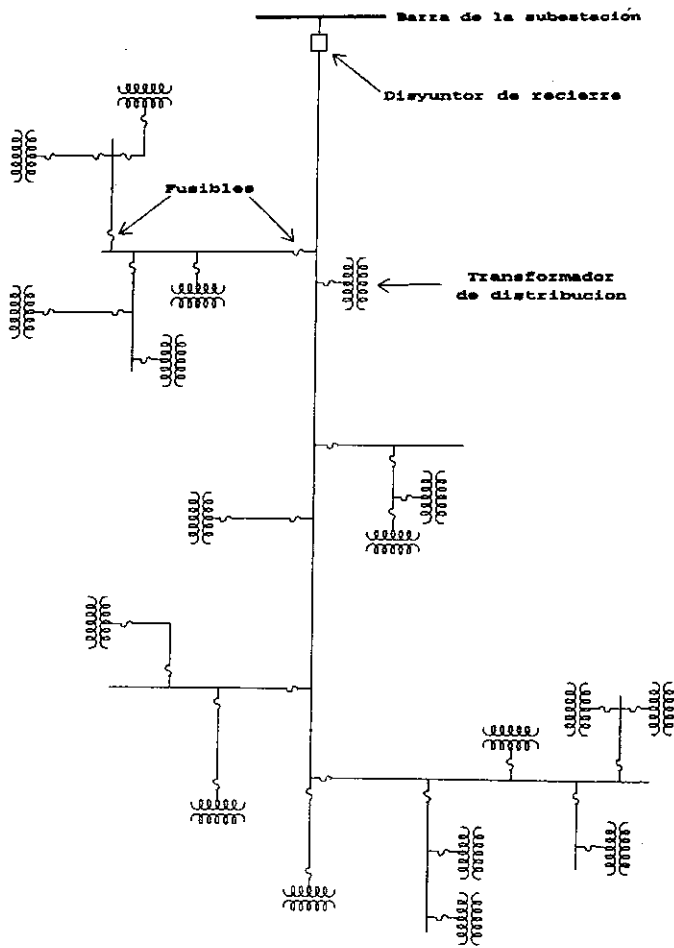 Barra de la subestación
Disyuntor de recierre
Fusibles
Transformador
de distribucion